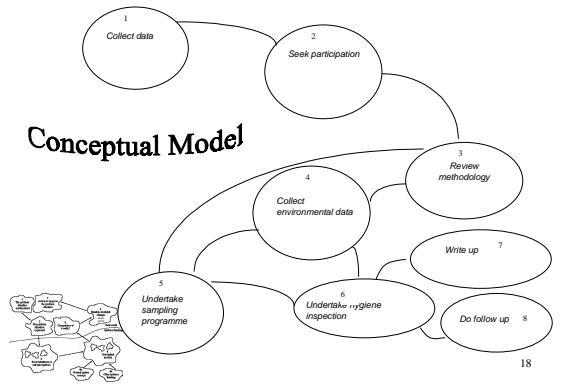 1
Collect data
2
Seek participation
Conceptual Model
3
Review
methodology
4
Collect
environmental data
Write up 7
5
Undertake
sampling
programme
6
Undertake hygiene
inspection
Do follow up 8
18